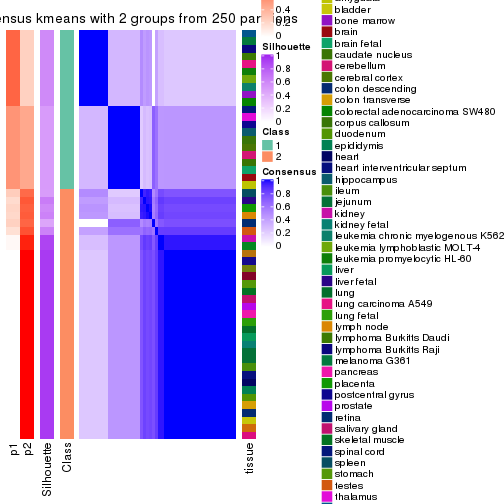 nsus kmeans with 2 groups from 250 par ons
0.4
0.2
0
Silhouette
1
0.8
0.6
0.4
0.2
0
Class
1
2
Consensus
1
0.8
0.6
0.4
0.2
0
p1
p2
Silhouette
Class
tissue
bladder
bone marrow
brain
brain fetal
caudate nucleus
cerebellum
cerebral cortex
colon descending
colon transverse
colorectal adenocarcinoma SW480
corpus callosum
duodenum
epididymis
heart
heart interventricular septum
hippocampus
ileum
jejunum
kidney
kidney fetal
leukemia chronic myelogenous K562
leukemia lymphoblastic MOLT-4
leukemia promyelocytic HL-60
liver
liver fetal
lung
lung carcinoma A549
lung fetal
lymph node
lymphoma Burkitts Daudi
lymphoma Burkitts Raji
melanoma G361
pancreas
placenta
postcentral gyrus
prostate
retina
salivary gland
skeletal muscle
spinal cord
spleen
stomach
testes
thalamus